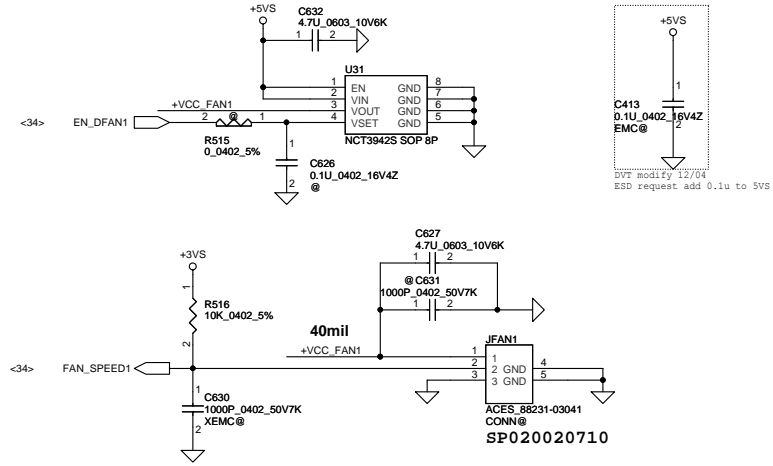 +5VS
C632
4.7U_0603_10V6K
1 2
U31
1 EN GND 8
2 VIN GND 7
+VCC_FAN1 3 VOUT GND 6
<34> EN_DFAN1 2 @ 1 4 VSET GND 5
R515
0_0402_5%
NCT3942S SOP 8P
1
C626
0.1U_0402_16V4Z
2
@
+5VS
1
C413
0.1U_0402_16V4Z
EMC@
2
DVT modify 12/04
ESD request add 0.1u to 5VS
C627
4.7U_0603_10V6K
1 2
@ C631
1000P_0402_50V7K
1 2
+3VS
1
R516
10K_0402_5%
2
40mil
+VCC_FAN1
JFAN1
1 1
2 2 GND 4
3 3 GND 5
ACES_88231-03041
CONN@
SP020020710
<34> FAN_SPEED1
1
C630
1000P_0402_50V7K
XEMC@
2